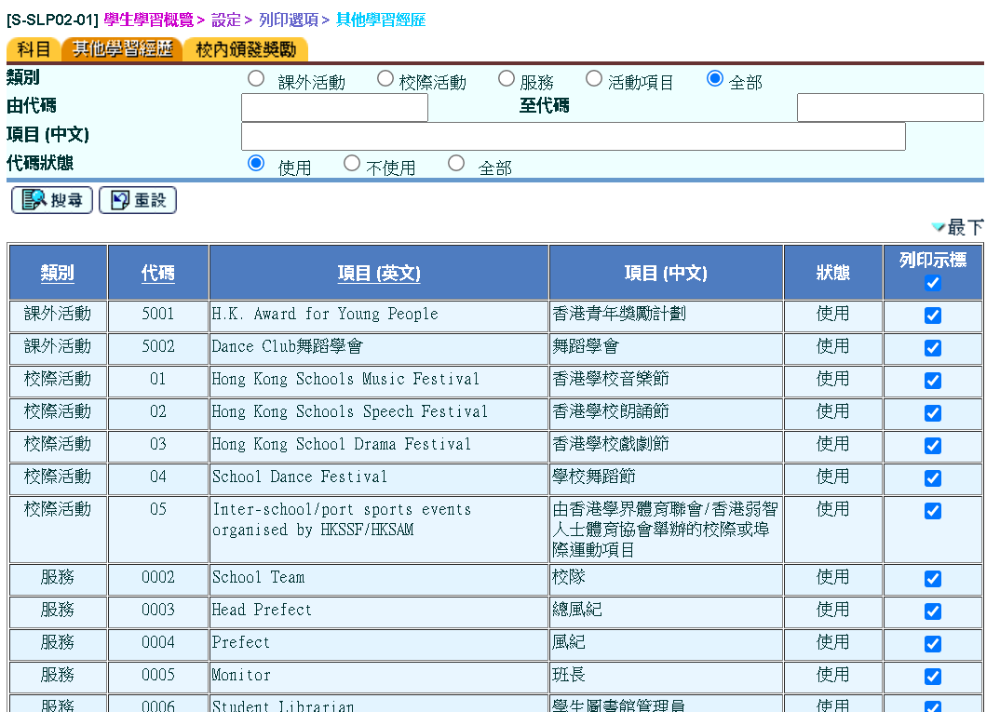 [S-SLP02-01] 學生學習概覽 > 設定 > 列印選項 > 其他學習經歷
科目 其他學習經歷 校內頒發獎勵
類別 課外活動 校際活動 服務 活動項目 全部
由代碼 至代碼
項目 (中文)
代碼狀態 使用 不使用 全部
搜尋 重設
最下
類別 代碼 項目 (英文) 項目 (中文) 狀態 列印示標
課外活動 5001 H.K. Award for Young People 香港青年獎勵計劃 使用
課外活動 5002 Dance Club舞蹈學會 舞蹈學會 使用
校際活動 01 Hong Kong Schools Music Festival 香港學校音樂節 使用
校際活動 02 Hong Kong Schools Speech Festival 香港學校朗誦節 使用
校際活動 03 Hong Kong School Drama Festival 香港學校戲劇節 使用
校際活動 04 School Dance Festival 學校舞蹈節 使用
校際活動 05 Inter-school/port sports events 由香港學界體育聯會/香港弱智 使用
organised by HKSSF/HKSAM 人士體育協會舉辦的校際或埠
際運動項目
服務 0002 School Team 校隊 使用
服務 0003 Head Prefect 總風紀 使用
服務 0004 Prefect 風紀 使用
服務 0005 Monitor 班長 使用
服務 0006 Student Librarian 學生圖書館管理員 使用